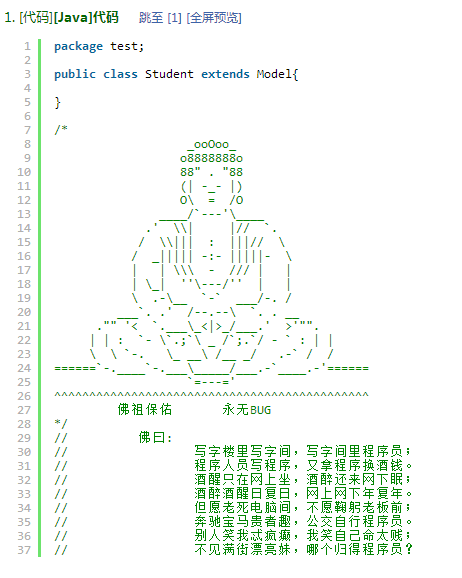 1. [代码][Java]代码 跳至 [1] [全屏预览]
1 package test;
2
3 public class Student extends Model{
4
5 }
6
7 /*
8                    _ooOoo_
9                   o8888888o
10                  88" . "88
11                  (| -_- |)
12                  O\  =  /O
13               ____/`---'\____
14             .'  \\|     |//  `.
15            /  \\|||  :  |||//  \
16           /  _||||| -:- |||||-  \
17           |   | \\\  -  /// |   |
18           | \_|  ''\---/''  |   |
19           \  .-\__  `-`  ___/-. /
20         ___`. .'  /--.--\  `. . __
21      ."" '<  `.___\_<|>_/___.'  >'"".
22     | | :  `- \`.;`\ _ /`;.`/ - ` : | |
23     \  \ `-.   \_ __\ /__ _/   .-` /  /
24 ======`-.____`-.___\_____/___.-`____.-'======
25                    `=---='
26 ^^^^^^^^^^^^^^^^^^^^^^^^^^^^^^^^^^^^^^^^^^^^^
27          佛祖保佑       永无BUG
28 */
29 //          佛曰:
30 //                  写字楼里写字间，写字间里程序员；
31 //                  程序人员写程序，又拿程序换酒钱。
32 //                  酒醒只在网上坐，酒醉还来网下眠；
33 //                  酒醉酒醒日复日，网上网下年复年。
34 //                  但愿老死电脑间，不愿鞠躬老板前；
35 //                  奔驰宝马贵者趣，公交自行程序员。
36 //                  别人笑我忒疯癫，我笑自己命太贱；
37 //                  不见满街漂亮妹，哪个归得程序员？